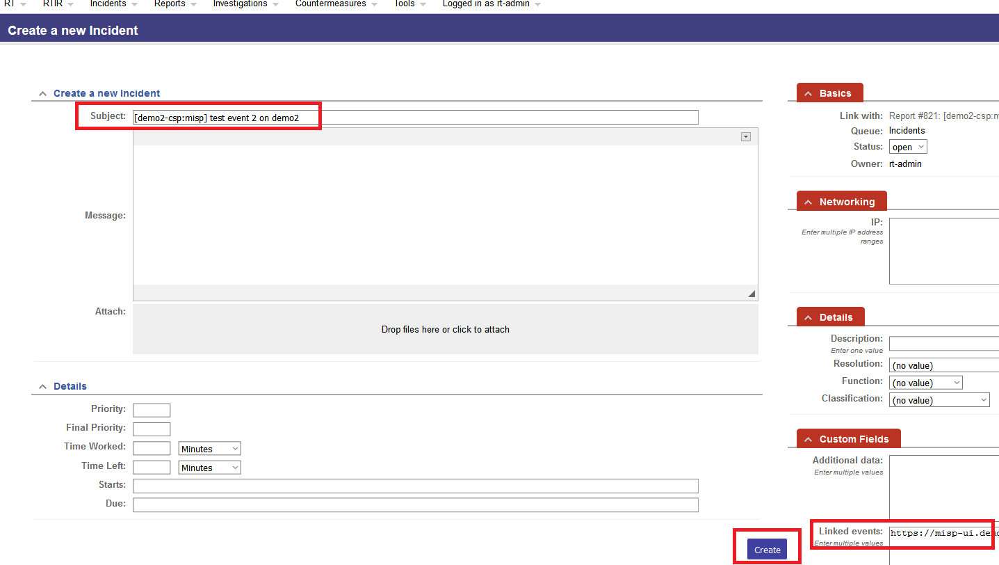 RT RTIR Incidents Reports Investigations Countermeasures Tools Logged in as rt-admin
Create a new Incident
Create a new Incident
Subject: [demo2-csp:misp] test event 2 on demo2
Message:
Attach:
Drop files here or click to attach
Details
Priority:
Final Priority:
Time Worked: Minutes
Time Left: Minutes
Starts:
Due:
Create
Basics
Link with: Report #821: [demo2-csp:m
Queue: Incidents
Status: open
Owner: rt-admin
Networking
IP:
Enter multiple IP address
ranges
Details
Description:
Enter one value
Resolution: (no value)
Function: (no value)
Classification: (no value)
Custom Fields
Additional data:
Enter multiple values
Linked events: https://misp-ui.demo
Enter multiple values